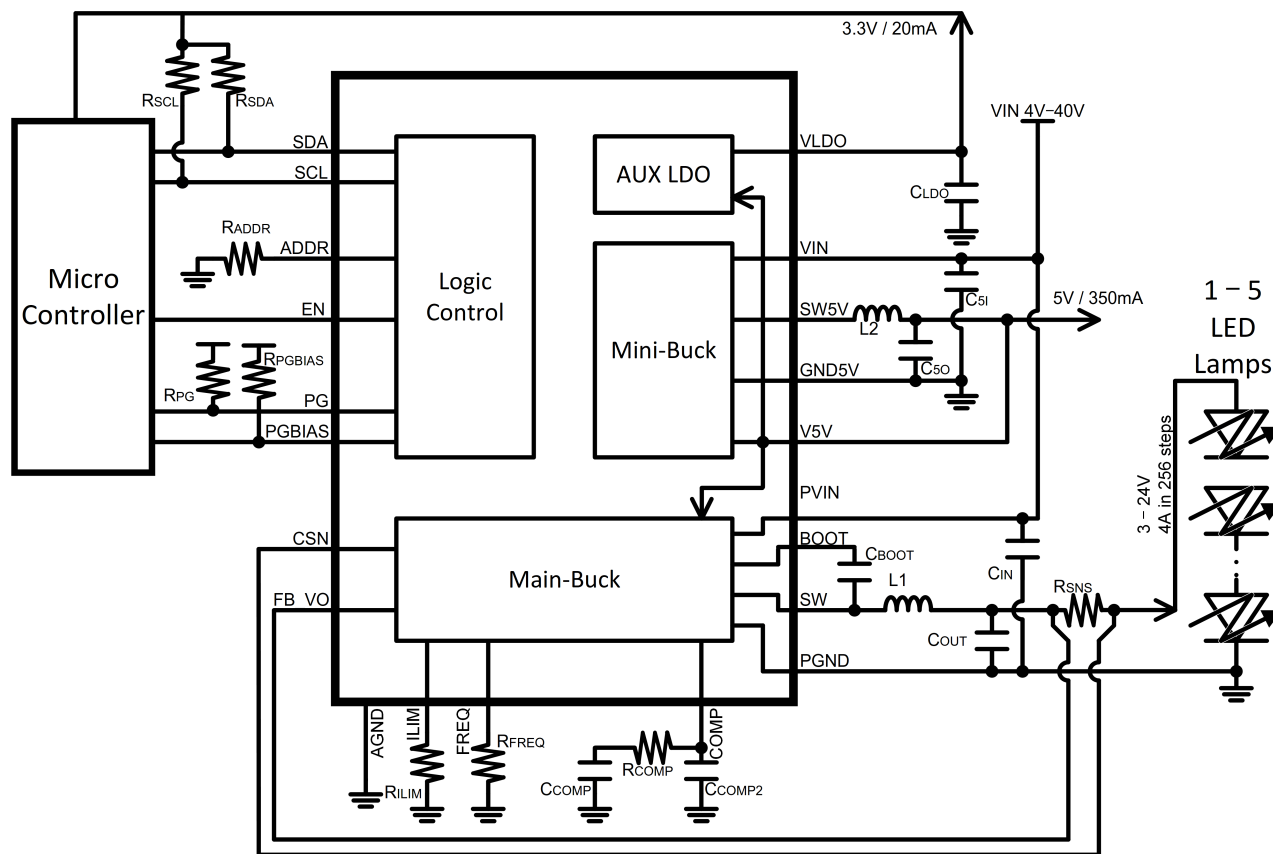 3.3V / 20mA
RSCL
RSDA
VIN 4V–40V
SDA
SCL
VLDO
AUX LDO
CLDO
RADDR
ADDR
VIN
Micro
Controller
Logic
Control
C5I
5V / 350mA
1 – 5
LED
Lamps
EN
SW5V
L2
Mini-Buck
C5O
RPGBIAS
RPG
GND5V
PG
PGBIAS
V5V
3 – 24V
4A in 256 steps
PVIN
CSN
BOOT
CBOOT
CIN
Main-Buck
L1
RSNS
FB VO
SW
COUT
PGND
AGND
ILIM
FREQ
COMP
RFREQ
RILIM
RCOMP
CCOMP
CCOMP2